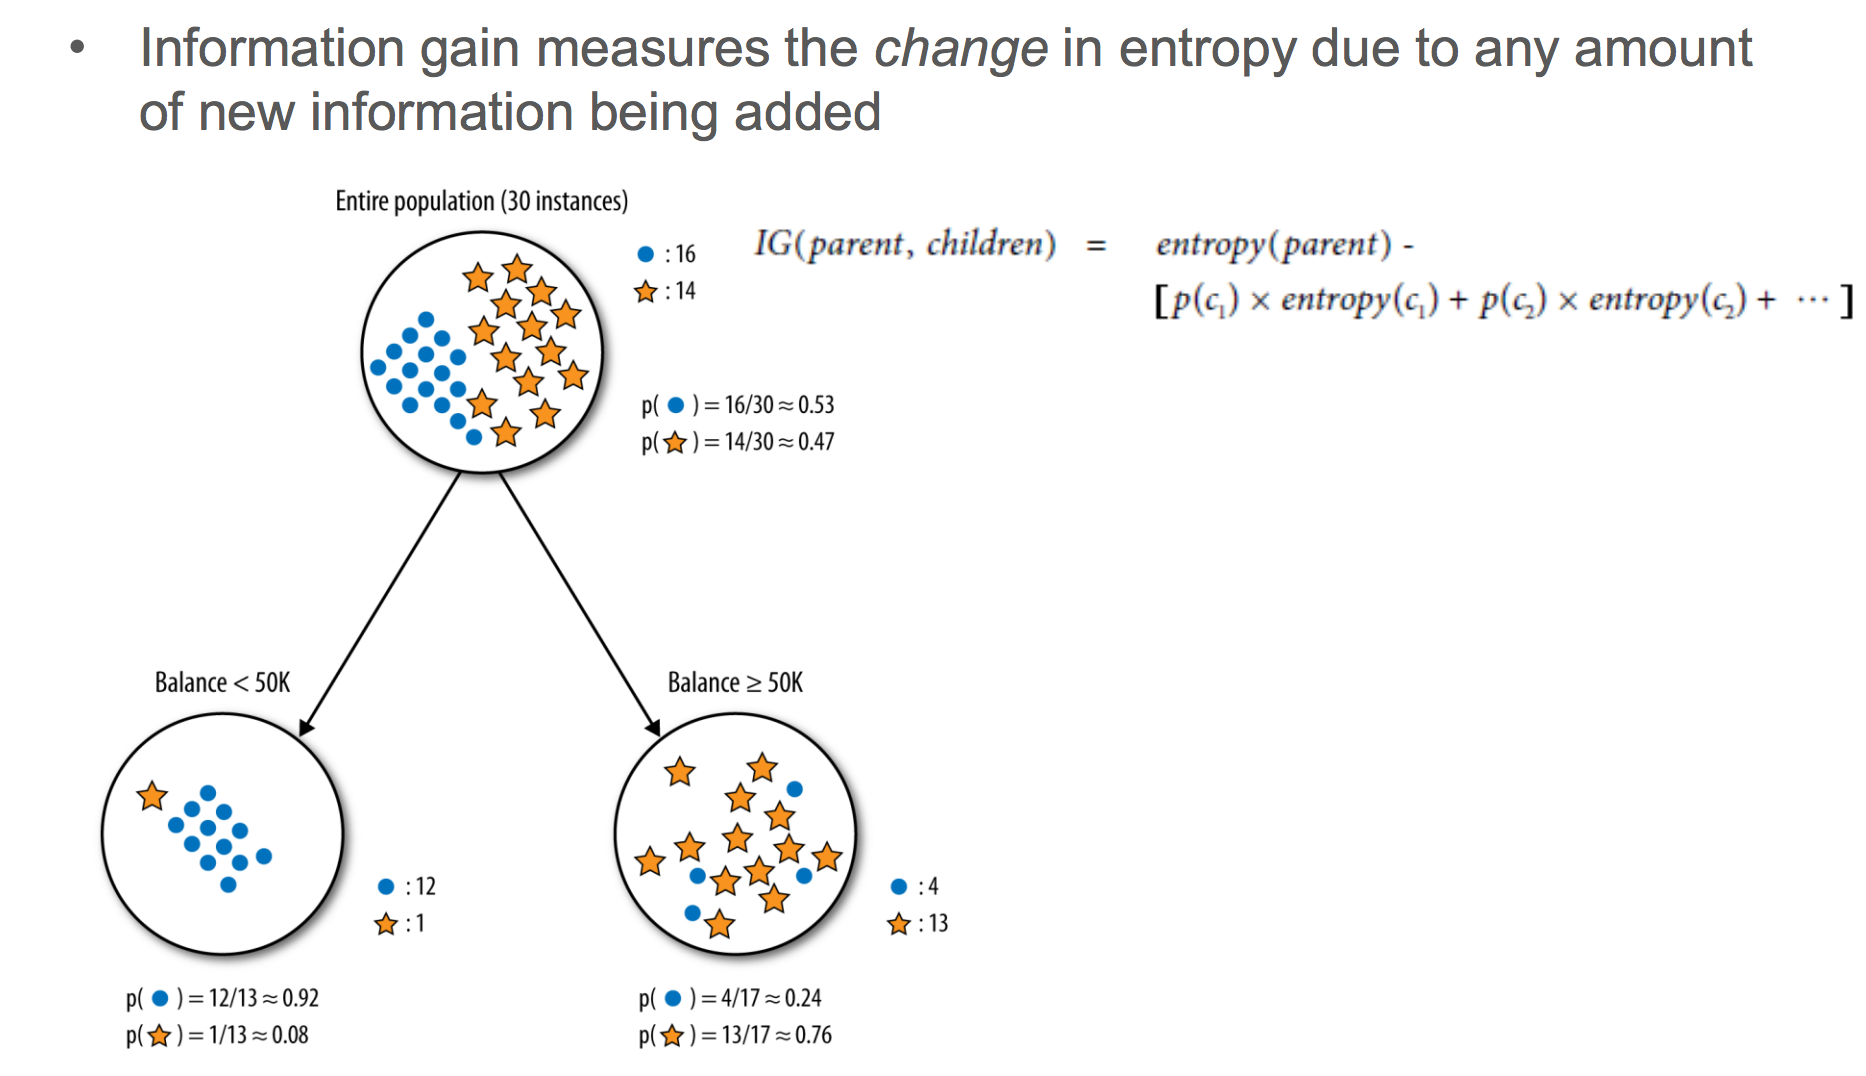 • Information gain measures the change in entropy due to any amount
of new information being added
Entire population (30 instances)
● : 16
★ : 14
IG(parent, children) = entropy(parent) -
[p(c₁) × entropy(c₁) + p(c₂) × entropy(c₂) + ⋯]
p( ● ) = 16/30 ≈ 0.53
p( ★ ) = 14/30 ≈ 0.47
Balance < 50K
Balance ≥ 50K
● : 12
★ : 1
● : 4
★ : 13
p( ● ) = 12/13 ≈ 0.92
p( ★ ) = 1/13 ≈ 0.08
p( ● ) = 4/17 ≈ 0.24
p( ★ ) = 13/17 ≈ 0.76